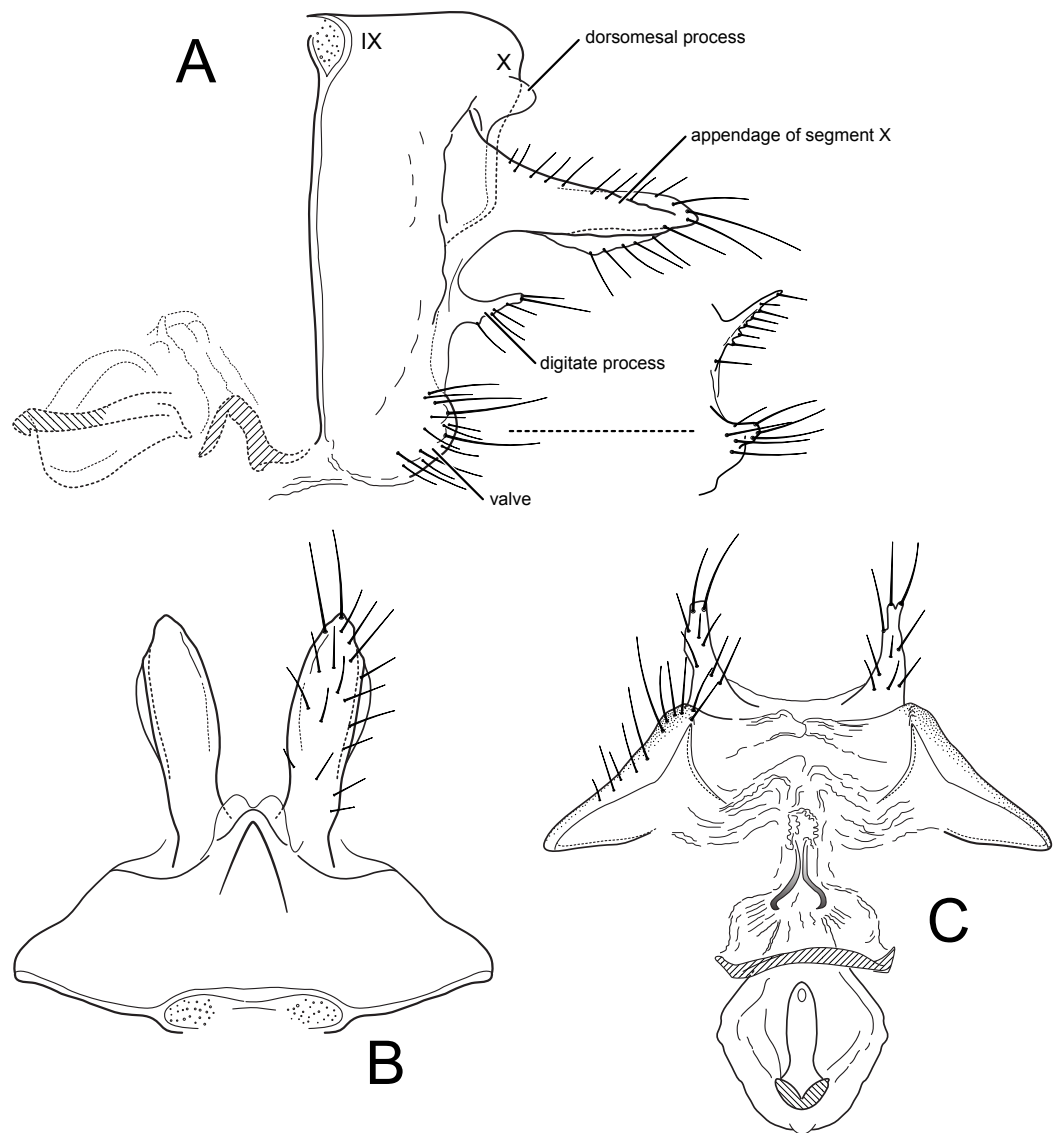 A
IX
dorsomesal process
X
appendage of segment X
digitate process
valve
B
C